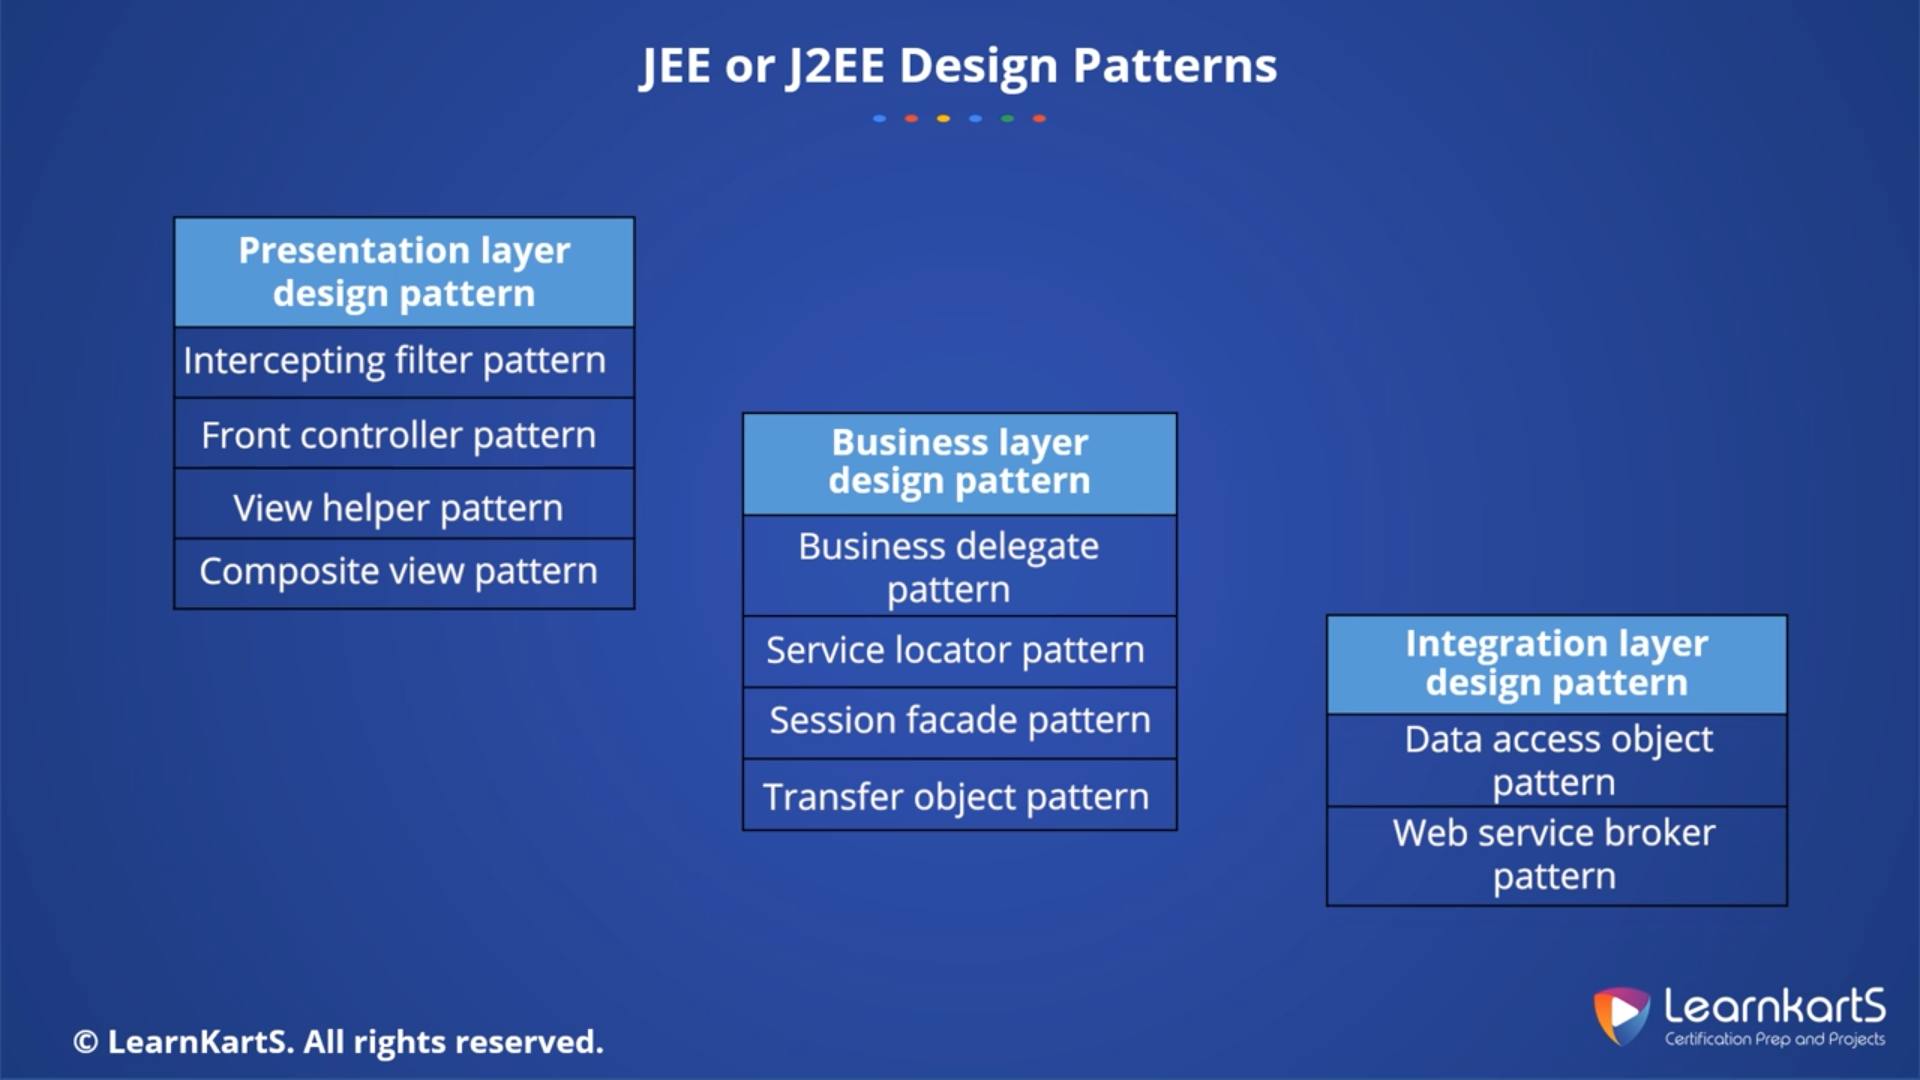 JEE or J2EE Design Patterns
Presentation layer
design pattern
Intercepting filter pattern
Front controller pattern
View helper pattern
Composite view pattern
Business layer
design pattern
Business delegate
pattern
Service locator pattern
Session facade pattern
Transfer object pattern
Integration layer
design pattern
Data access object
pattern
Web service broker
pattern
© LearnKartS. All rights reserved.
LearnkartS
Certification Prep and Projects